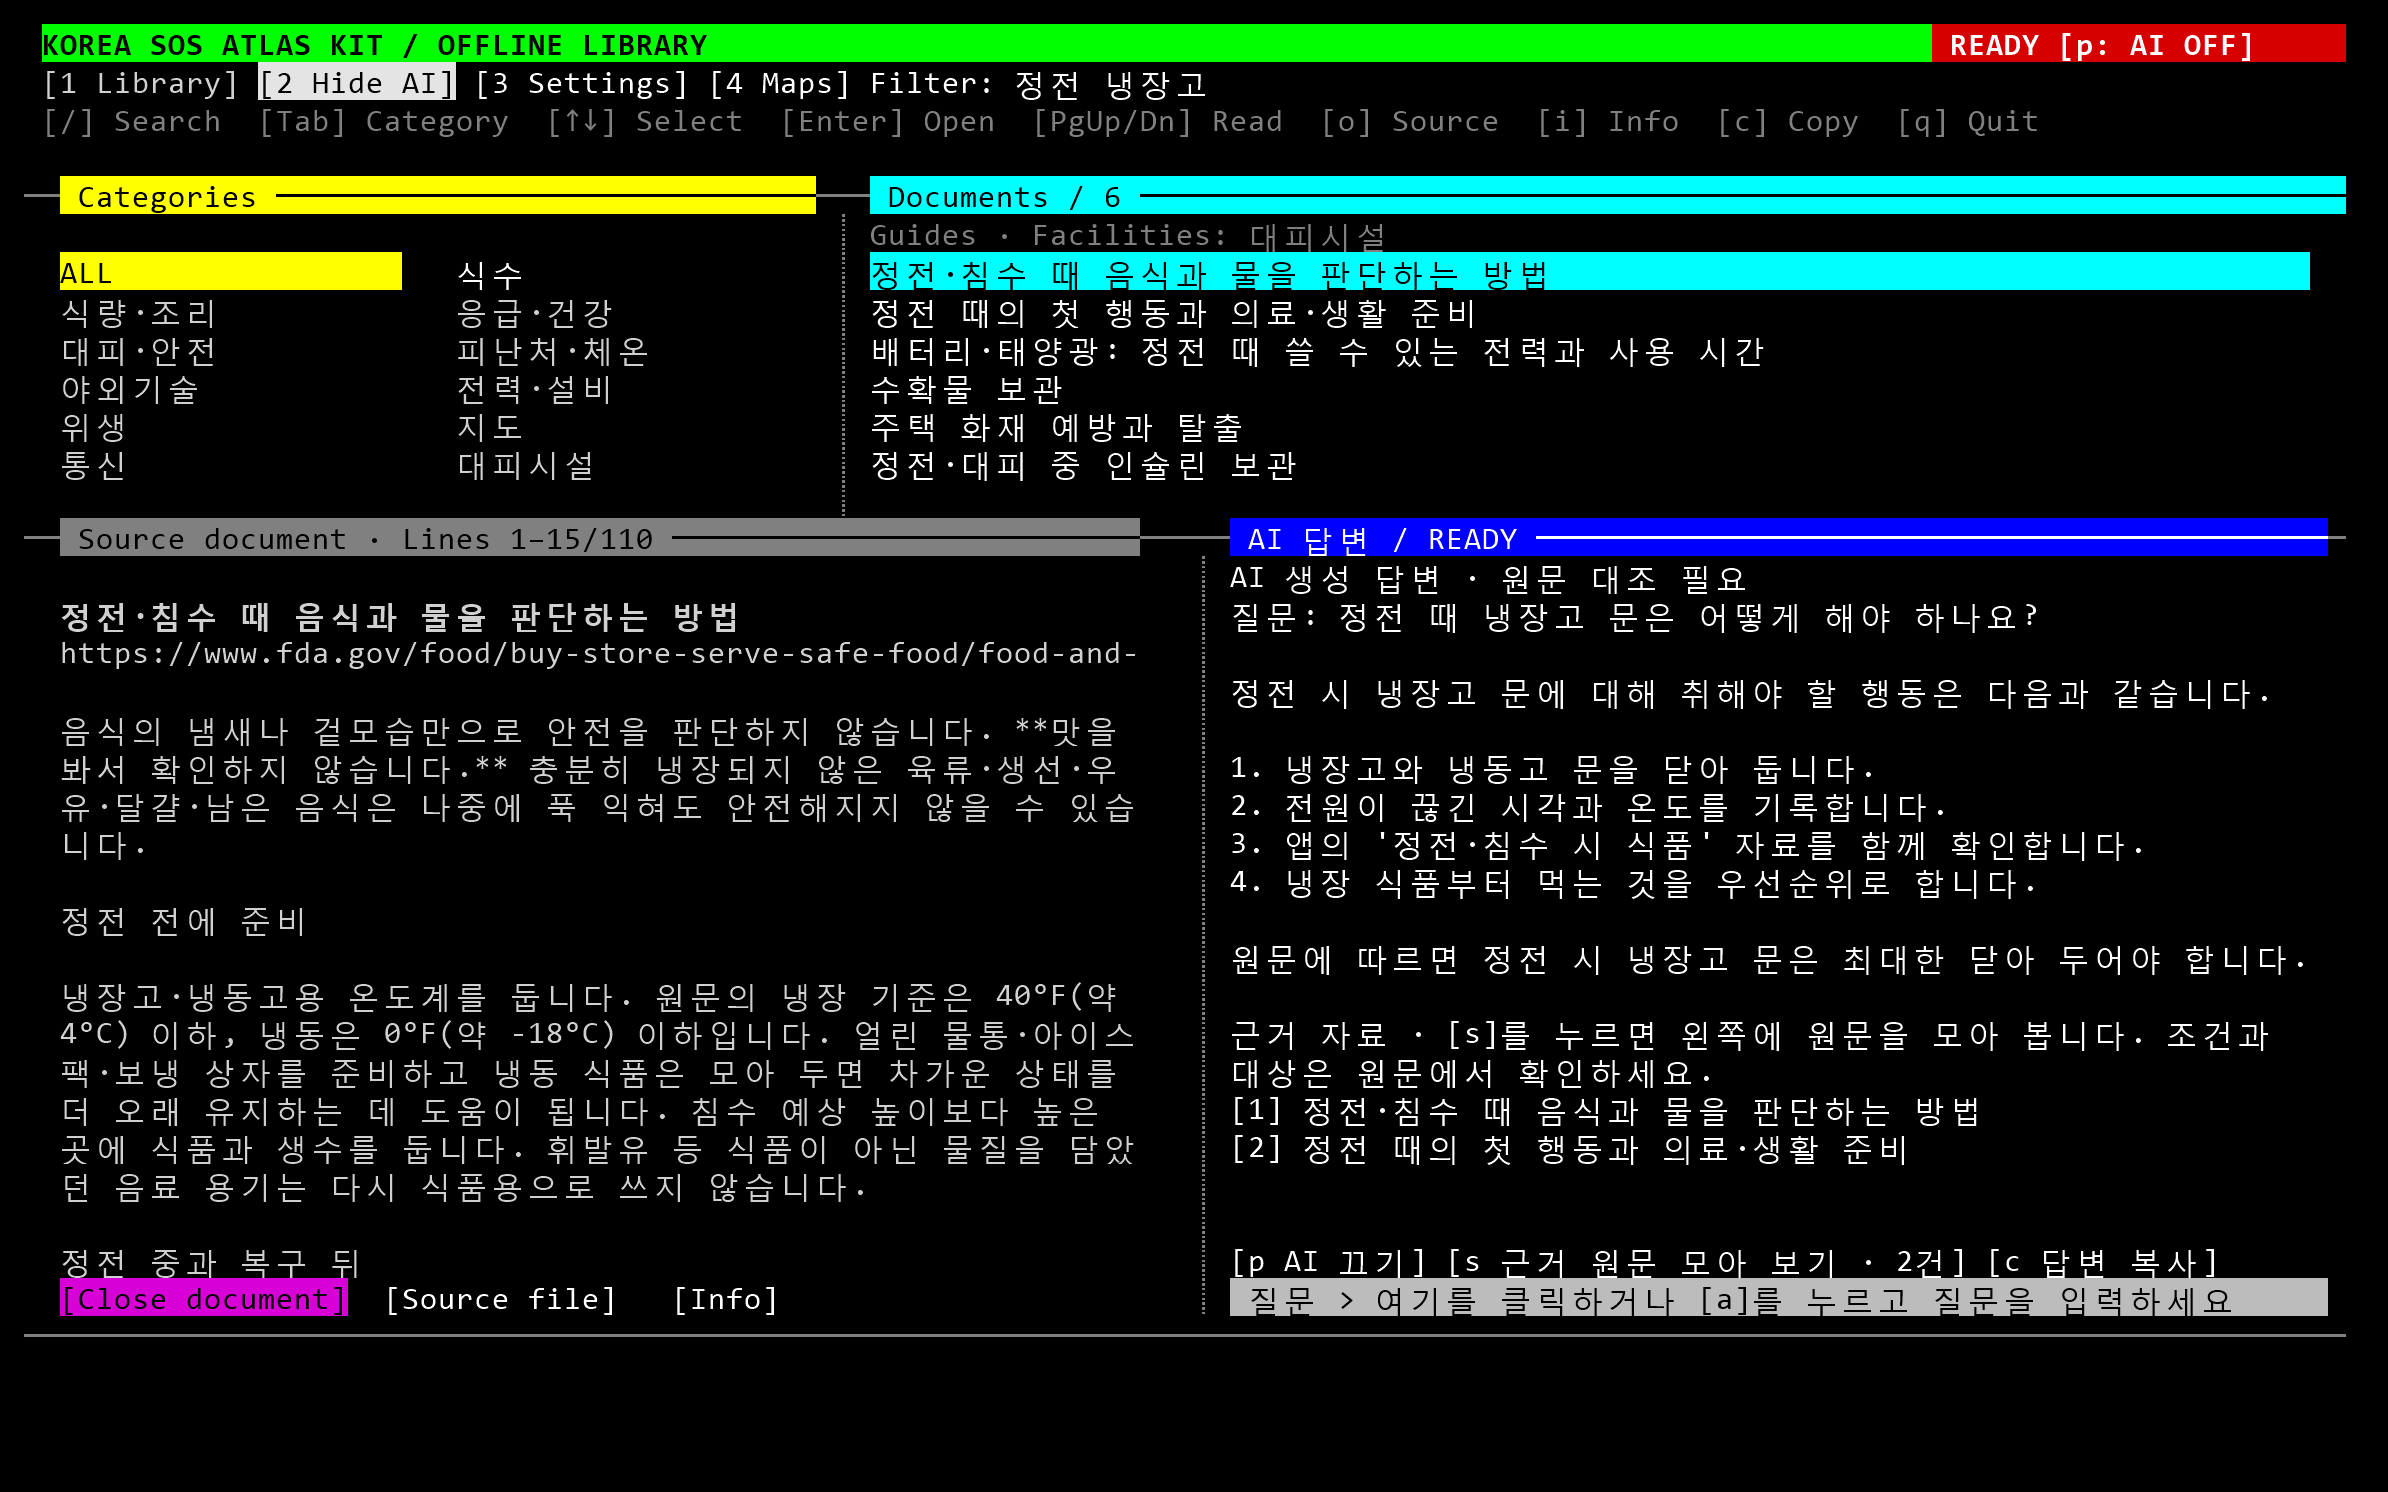 KOREA SOS ATLAS KIT / OFFLINE LIBRARY READY [p: AI OFF]
[1 Library] [2 Hide AI] [3 Settings] [4 Maps] Filter: 정전 냉장고
[/] Search [Tab] Category [↑↓] Select [Enter] Open [PgUp/Dn] Read [o] Source [i] Info [c] Copy [q] Quit
Categories
ALL 식수
식량·조리 응급·건강
대피·안전 피난처·체온
야외기술 전력·설비
위생 지도
통신 대피시설
Documents / 6
Guides · Facilities: 대피시설
정전·침수 때 음식과 물을 판단하는 방법
정전 때의 첫 행동과 의료·생활 준비
배터리·태양광: 정전 때 쓸 수 있는 전력과 사용 시간
수확물 보관
주택 화재 예방과 탈출
정전·대피 중 인슐린 보관
Source document · Lines 1–15/110
정전·침수 때 음식과 물을 판단하는 방법
https://www.fda.gov/food/buy-store-serve-safe-food/food-and-
음식의 냄새나 겉모습만으로 안전을 판단하지 않습니다. **맛을
봐서 확인하지 않습니다.** 충분히 냉장되지 않은 육류·생선·우
유·달걀·남은 음식은 나중에 푹 익혀도 안전해지지 않을 수 있습
니다.
정전 전에 준비
냉장고·냉동고용 온도계를 둡니다. 원문의 냉장 기준은 40°F(약
4°C) 이하, 냉동은 0°F(약 -18°C) 이하입니다. 얼린 물통·아이스
팩·보냉 상자를 준비하고 냉동 식품은 모아 두면 차가운 상태를
더 오래 유지하는 데 도움이 됩니다. 침수 예상 높이보다 높은
곳에 식품과 생수를 둡니다. 휘발유 등 식품이 아닌 물질을 담았
던 음료 용기는 다시 식품용으로 쓰지 않습니다.
정전 중과 복구 뒤
[Close document] [Source file] [Info]
AI 답변 / READY
AI 생성 답변 · 원문 대조 필요
질문: 정전 때 냉장고 문은 어떻게 해야 하나요?
정전 시 냉장고 문에 대해 취해야 할 행동은 다음과 같습니다.
1. 냉장고와 냉동고 문을 닫아 둡니다.
2. 전원이 끊긴 시각과 온도를 기록합니다.
3. 앱의 '정전·침수 시 식품' 자료를 함께 확인합니다.
4. 냉장 식품부터 먹는 것을 우선순위로 합니다.
원문에 따르면 정전 시 냉장고 문은 최대한 닫아 두어야 합니다.
근거 자료 · [s]를 누르면 왼쪽에 원문을 모아 봅니다. 조건과
대상은 원문에서 확인하세요.
[1] 정전·침수 때 음식과 물을 판단하는 방법
[2] 정전 때의 첫 행동과 의료·생활 준비
[p AI 끄기] [s 근거 원문 모아 보기 · 2건] [c 답변 복사]
질문 > 여기를 클릭하거나 [a]를 누르고 질문을 입력하세요